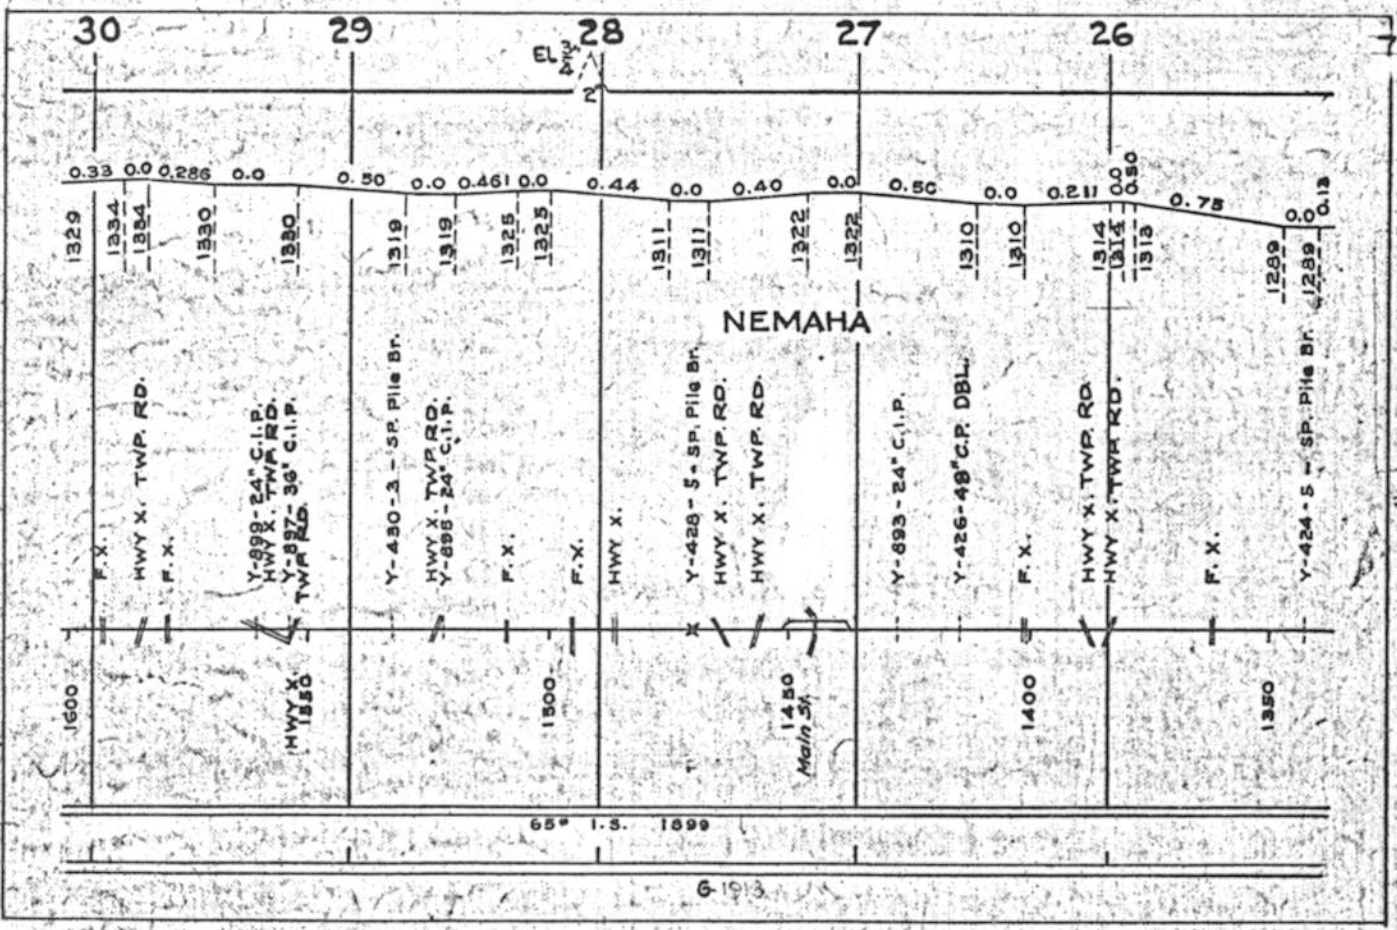 30 29 28 27 26
EL
2
0.33 0.0 0.286 0.0 0.50 0.0 0.461 0.0 0.44 0.0 0.40 0.0 0.50 0.0 0.211 0.0 0.50 0.75 0.0 0.13
1329 1334 1334 1330 1330 1319 1319 1325 1325 1311 1311 1322 1322 1310 1310 1314 1314 1313 1289 1289
NEMAHA
F.X.
HWY X. TWP. RD.
F.X.
Y-899-24" C.I.P.
HWY X. TWP. RD.
Y-897-36" C.I.P.
TWP. RD.
Y-430-3-SP. Pile Br.
HWY X. TWP. RD.
Y-895-24" C.I.P.
F.X.
F.X.
HWY X.
Y-428-5-SP. Pile Br.
HWY X. TWP. RD.
HWY X. TWP. RD.
Y-893-24" C.I.P.
Y-426-48" C.P. DBL.
F.X.
HWY X. TWP. RD
HWY X. TWP. RD.
F.X.
Y-424-5-SP. Pile Br.
1600
HWY X.
1550
1500
1450
Main St.
1400
1350
65# I.S. 1899
G-1913